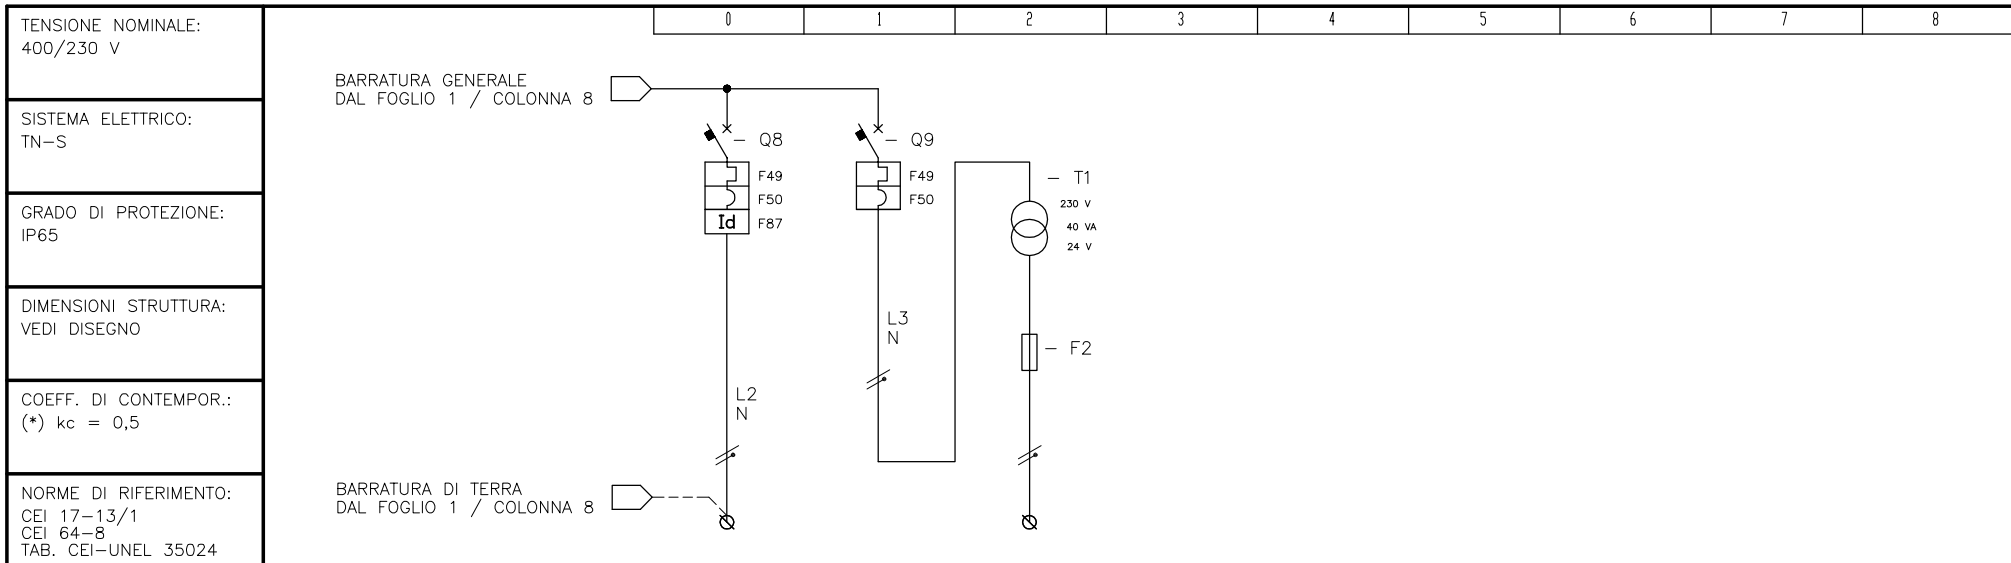 TENSIONE NOMINALE:
400/230 V
SISTEMA ELETTRICO:
TN-S
GRADO DI PROTEZIONE:
IP65
DIMENSIONI STRUTTURA:
VEDI DISEGNO
COEFF. DI CONTEMPOR.:
(*) kc = 0,5
NORME DI RIFERIMENTO:
CEI 17-13/1
CEI 64-8
TAB. CEI-UNEL 35024
0 1 2 3 4 5 6 7 8
BARRATURA GENERALE
DAL FOGLIO 1 / COLONNA 8
- Q8
F49
F50
Id F87
L2
N
- Q9
F49
F50
L3
N
- T1
230 V
40 VA
24 V
- F2
BARRATURA DI TERRA
DAL FOGLIO 1 / COLONNA 8